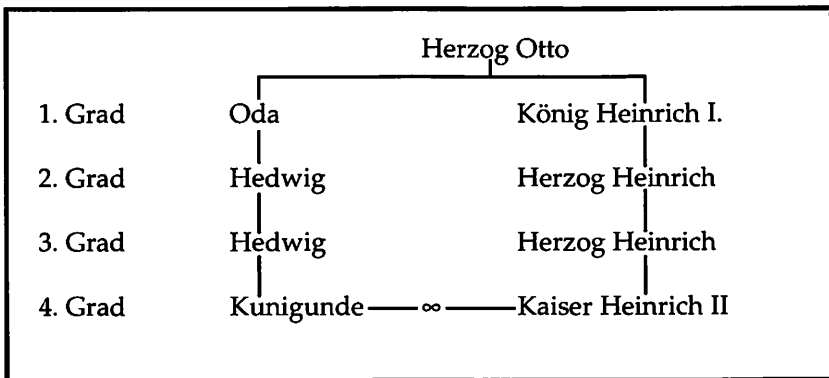 Herzog Otto
1. Grad Oda König Heinrich I.
2. Grad Hedwig Herzog Heinrich
3. Grad Hedwig Herzog Heinrich
4. Grad Kunigunde ∞ Kaiser Heinrich II